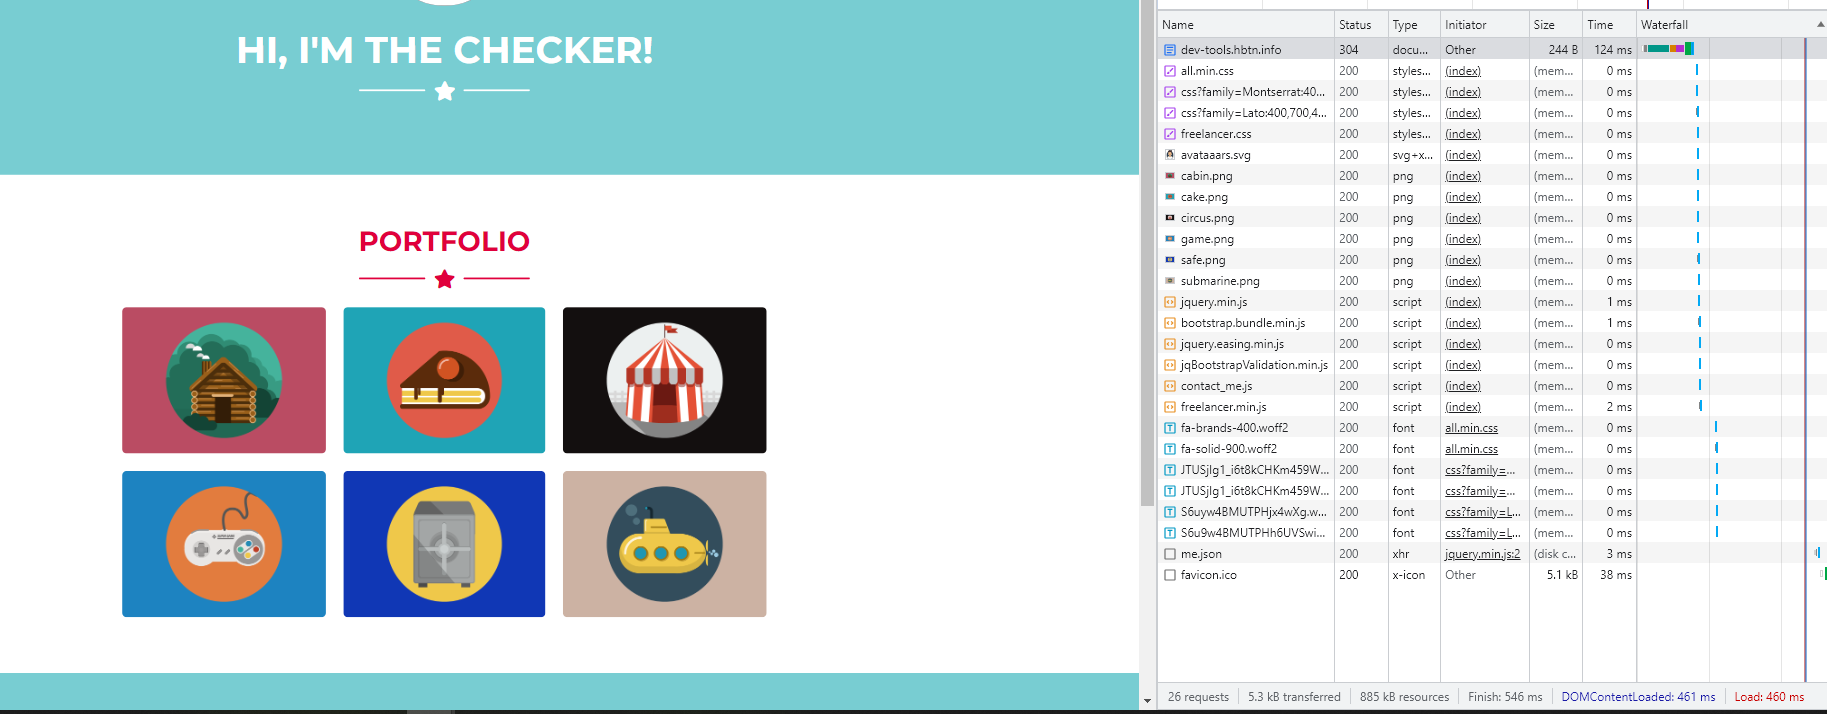 HI, I'M THE CHECKER!
PORTFOLIO
Name Status Type Initiator Size Time Waterfall
dev-tools.hbtn.info 304 docu... Other 244 B 124 ms
all.min.css 200 styles... (index) (mem... 0 ms
css?family=Montserrat:40... 200 styles... (index) (mem... 0 ms
css?family=Lato:400,700,4... 200 styles... (index) (mem... 0 ms
freelancer.css 200 styles... (index) (mem... 0 ms
avataaars.svg 200 svg+x... (index) (mem... 0 ms
cabin.png 200 png (index) (mem... 0 ms
cake.png 200 png (index) (mem... 0 ms
circus.png 200 png (index) (mem... 0 ms
game.png 200 png (index) (mem... 0 ms
safe.png 200 png (index) (mem... 0 ms
submarine.png 200 png (index) (mem... 0 ms
jquery.min.js 200 script (index) (mem... 1 ms
bootstrap.bundle.min.js 200 script (index) (mem... 1 ms
jquery.easing.min.js 200 script (index) (mem... 0 ms
jqBootstrapValidation.min.js 200 script (index) (mem... 0 ms
contact_me.js 200 script (index) (mem... 0 ms
freelancer.min.js 200 script (index) (mem... 2 ms
fa-brands-400.woff2 200 font all.min.css (mem... 0 ms
fa-solid-900.woff2 200 font all.min.css (mem... 0 ms
JTUSjIg1_i6t8kCHKm459W... 200 font css?family=... (mem... 0 ms
JTUSjIg1_i6t8kCHKm459W... 200 font css?family=... (mem... 0 ms
S6uyw4BMUTPHjx4wXg.w... 200 font css?family=L... (mem... 0 ms
S6u9w4BMUTPHh6UVSwi... 200 font css?family=L... (mem... 0 ms
me.json 200 xhr jquery.min.js:2 (disk c... 3 ms
favicon.ico 200 x-icon Other 5.1 kB 38 ms
26 requests 5.3 kB transferred 885 kB resources Finish: 546 ms DOMContentLoaded: 461 ms Load: 460 ms